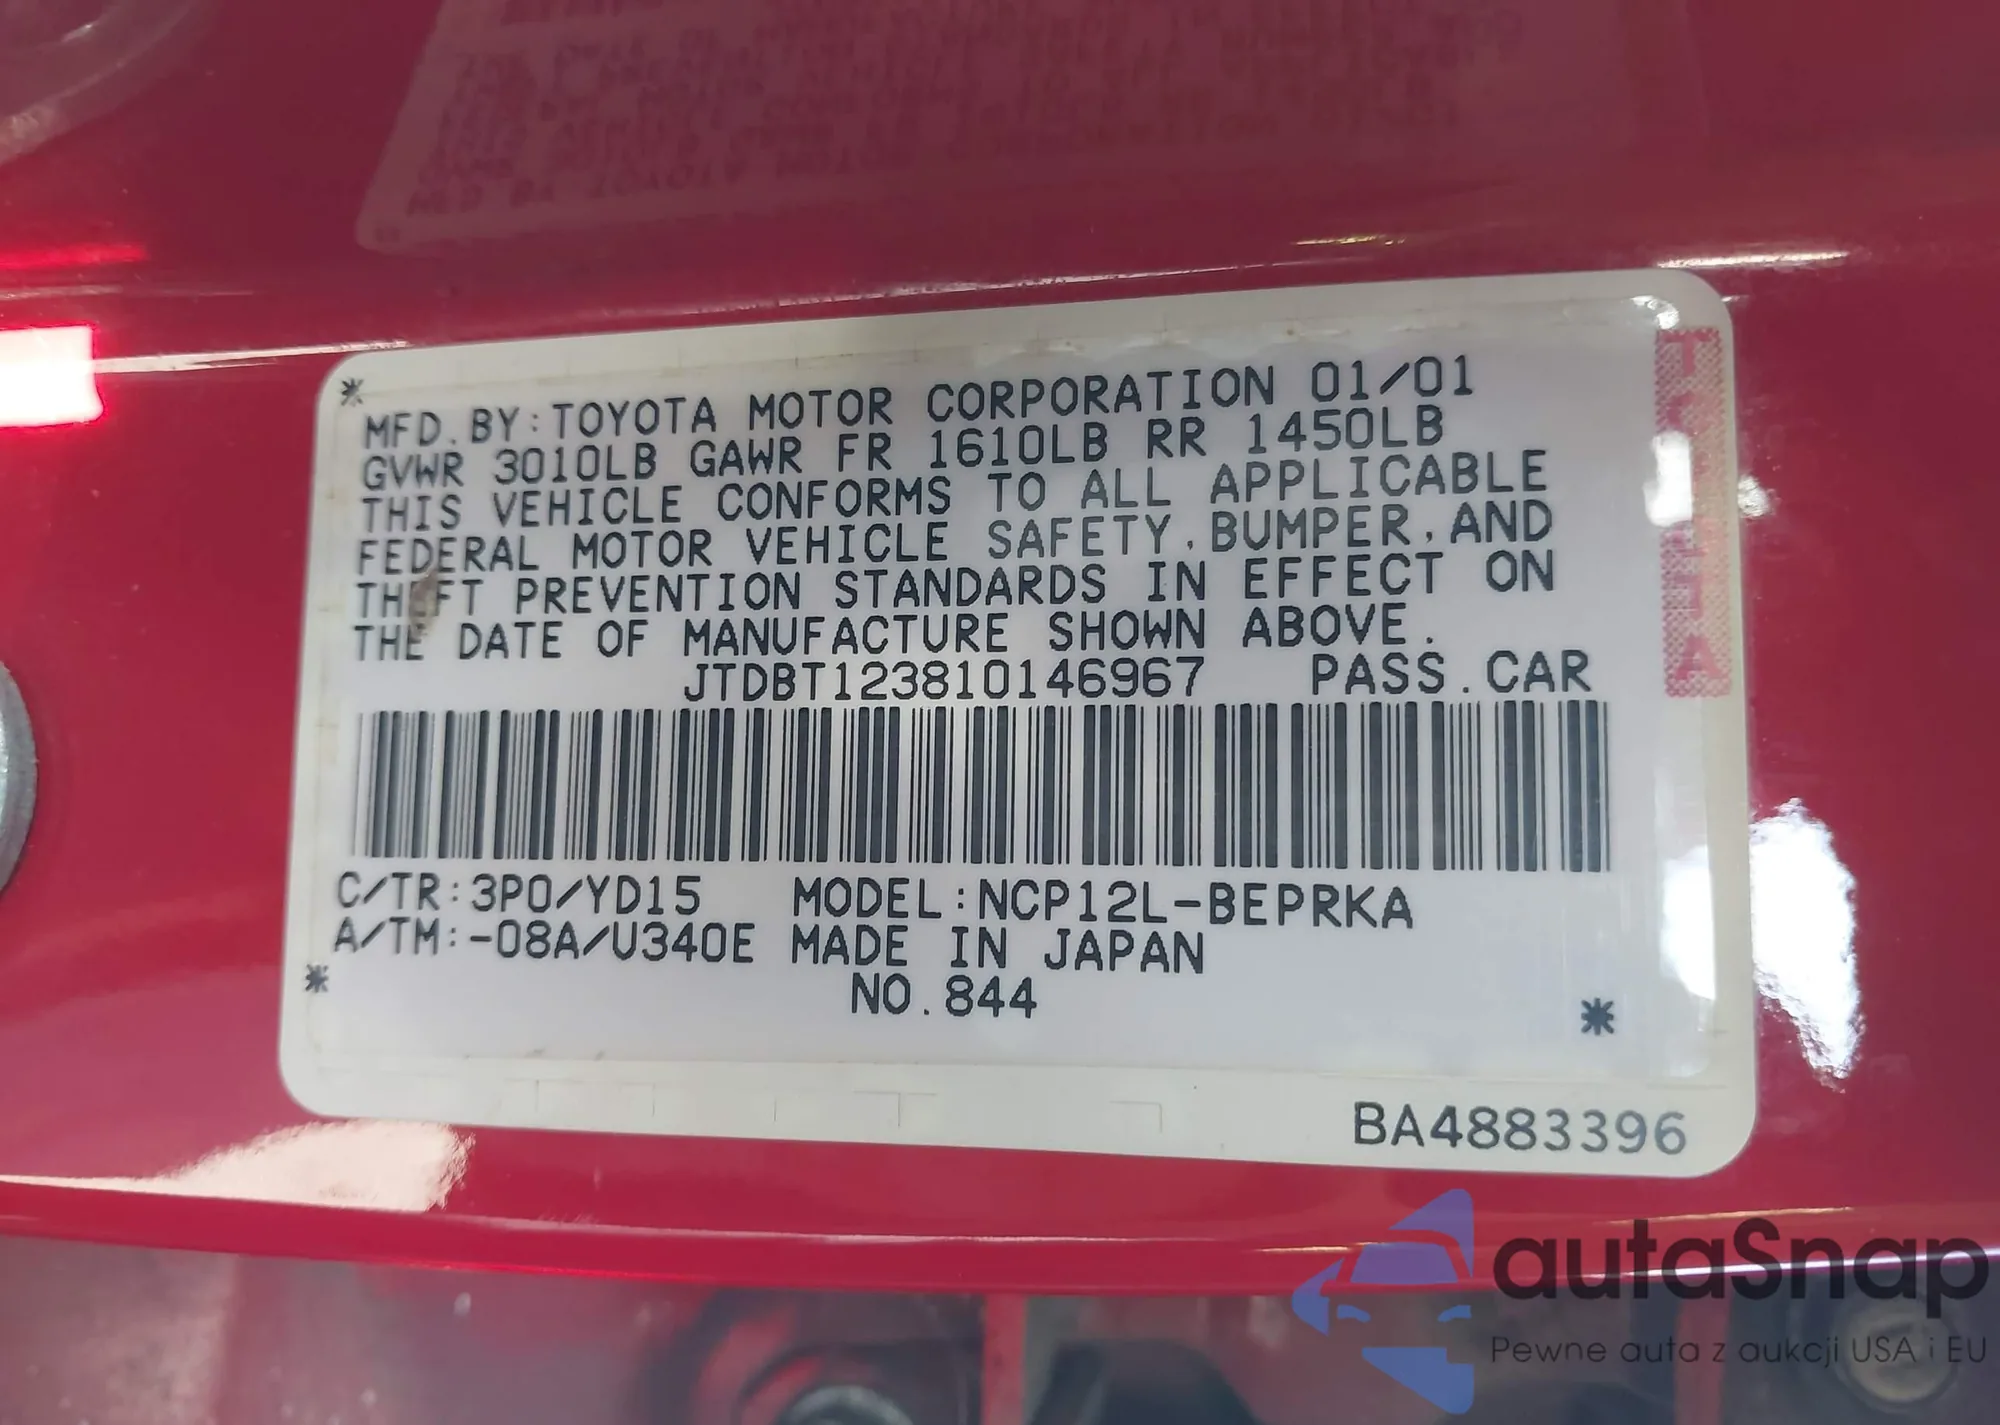 MFD. BY: TOYOTA MOTOR CORPORATION 01/01
GVWR 3010LB GAWR FR 1610LB RR 1450LB
THIS VEHICLE CONFORMS TO ALL APPLICABLE
FEDERAL MOTOR VEHICLE SAFETY, BUMPER, AND
THEFT PREVENTION STANDARDS IN EFFECT ON
THE DATE OF MANUFACTURE SHOWN ABOVE.
JTDBT123810146967 PASS. CAR
C/TR: 3P0/YD15 MODEL: NCP12L-BEPRKA
A/TM: -08A/U340E MADE IN JAPAN
NO. 844
BA4883396
autaSnap
Pewne auta z aukcji USA i EU